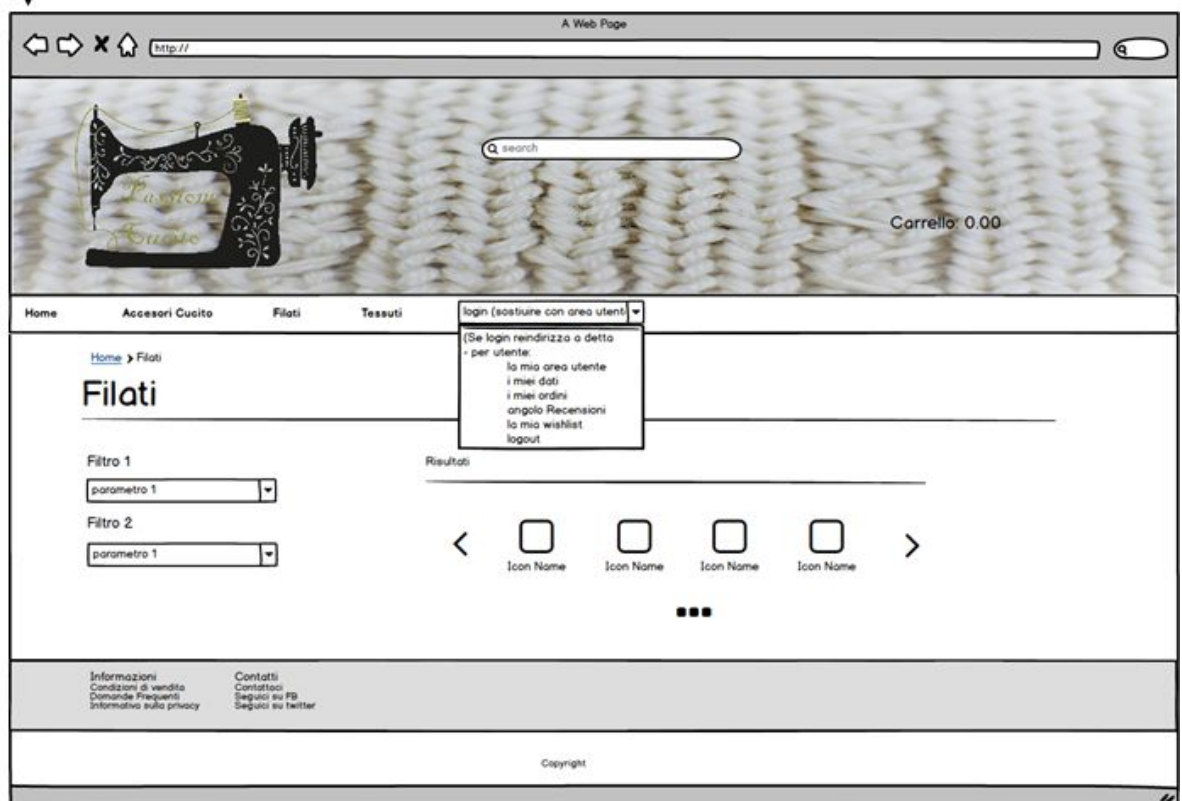 A Web Page
http://
search
Passione
Cucito
Carrello: 0.00
Home Accesori Cucito Filati Tessuti login (sostiuire con area utent
(Se login reindirizza a detta
- per utente:
la mia area utente
i miei dati
i miei ordini
angolo Recensioni
la mia wishlist
logout
Home > Filati
Filati
Filtro 1
parametro 1
Filtro 2
parametro 1
Risultati
Icon Name Icon Name Icon Name Icon Name
Informazioni
Condizioni di vendita
Domande Frequenti
Informativa sulla privacy
Contatti
Contattaci
Seguici su FB
Seguici su twitter
Copyright